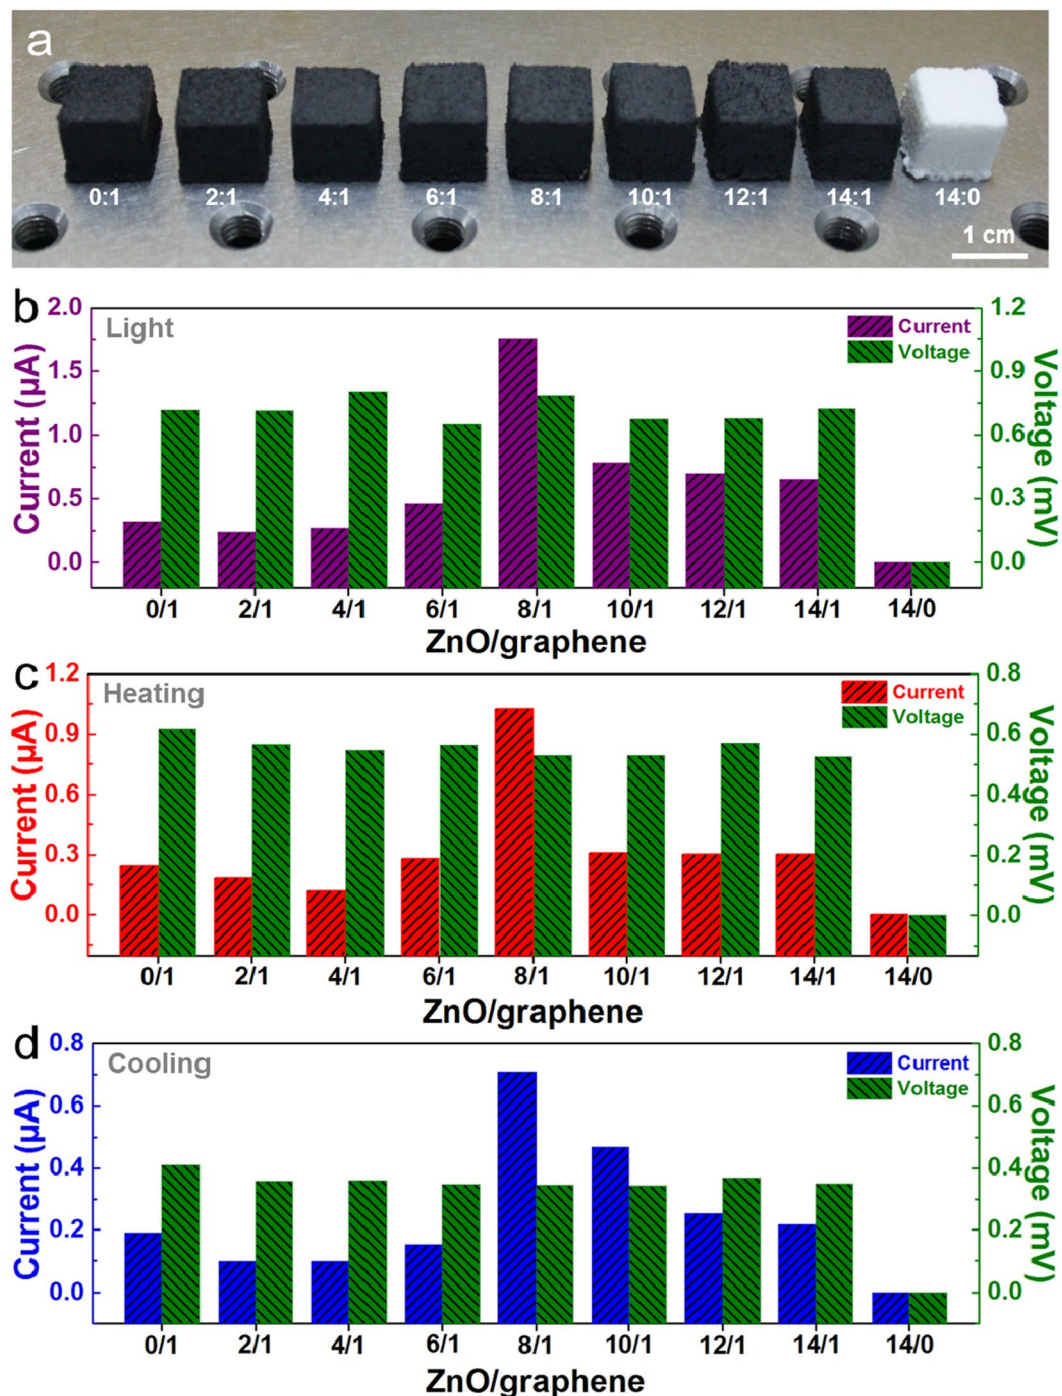 a
0:1 2:1 4:1 6:1 8:1 10:1 12:1 14:1 14:0
1 cm
b
Light
Current
Voltage
Current (μA)
2.0
1.5
1.0
0.5
0.0
Voltage (mV)
1.2
0.9
0.6
0.3
0.0
0/1 2/1 4/1 6/1 8/1 10/1 12/1 14/1 14/0
ZnO/graphene
c
Heating
Current
Voltage
Current (μA)
1.2
0.9
0.6
0.3
0.0
Voltage (mV)
0.8
0.6
0.4
0.2
0.0
0/1 2/1 4/1 6/1 8/1 10/1 12/1 14/1 14/0
ZnO/graphene
d
Cooling
Current
Voltage
Current (μA)
0.8
0.6
0.4
0.2
0.0
Voltage (mV)
0.8
0.6
0.4
0.2
0.0
0/1 2/1 4/1 6/1 8/1 10/1 12/1 14/1 14/0
ZnO/graphene